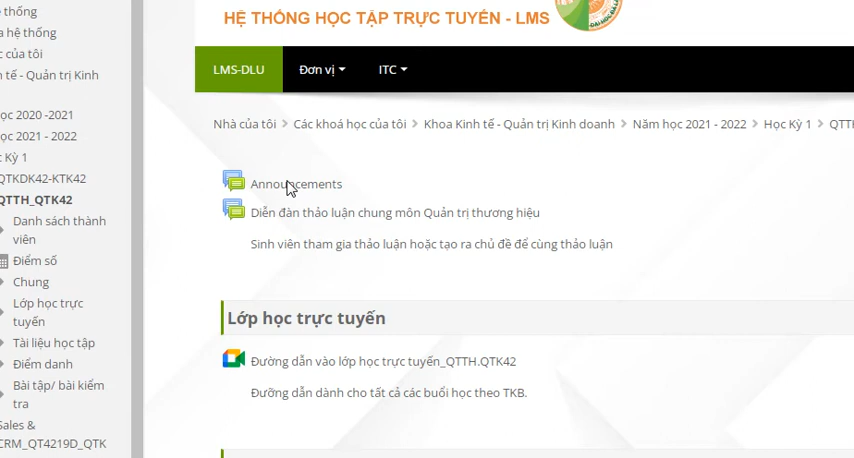 thống
a hệ thống
c của tôi
n tế - Quản trị Kinh
ọc 2020 -2021
ọc 2021 - 2022
Kỳ 1
QTKDK42-KTK42
QTTH_QTK42
Danh sách thành
viên
Điểm số
Chung
Lớp học trực
tuyến
Tài liệu học tập
Điểm danh
Bài tập/ bài kiểm
tra
Sales &
CRM_QT4219D_QTK
HỆ THỐNG HỌC TẬP TRỰC TUYẾN - LMS
LMS-DLU Đơn vị ITC
Nhà của tôi Các khoá học của tôi Khoa Kinh tế - Quản trị Kinh doanh Năm học 2021 - 2022 Học Kỳ 1 QTTH
Announcements
Diễn đàn thảo luận chung môn Quản trị thương hiệu
Sinh viên tham gia thảo luận hoặc tạo ra chủ đề để cùng thảo luận
Lớp học trực tuyến
Đường dẫn vào lớp học trực tuyến_QTTH.QTK42
Đưỡng dẫn dành cho tất cả các buổi học theo TKB.